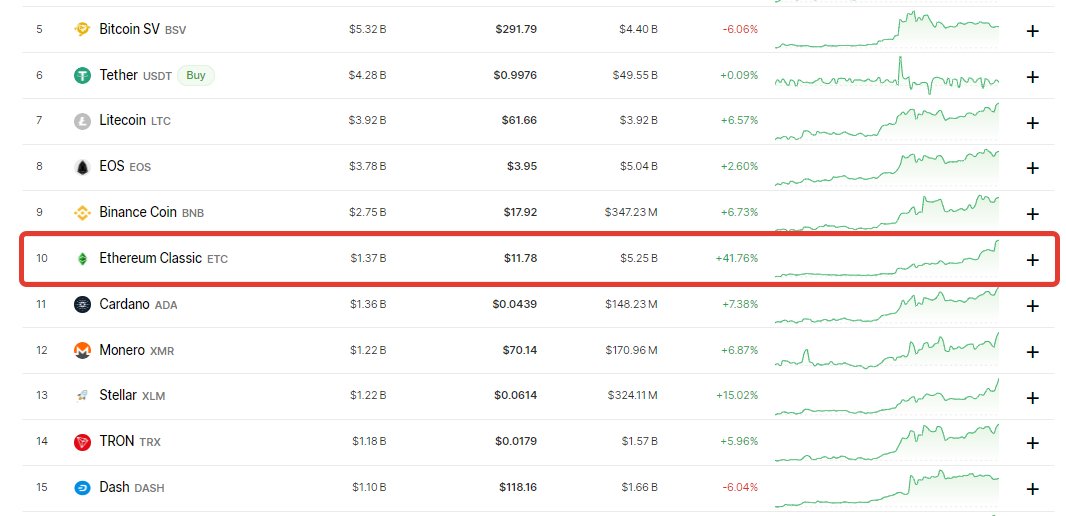 5 Bitcoin SV BSV $5.32 B $291.79 $4.40 B -6.06% +
6 Tether USDT Buy $4.28 B $0.9976 $49.55 B +0.09% +
7 Litecoin LTC $3.92 B $61.66 $3.92 B +6.57% +
8 EOS EOS $3.78 B $3.95 $5.04 B +2.60% +
9 Binance Coin BNB $2.75 B $17.92 $347.23 M +6.73% +
10 Ethereum Classic ETC $1.37 B $11.78 $5.25 B +41.76% +
11 Cardano ADA $1.36 B $0.0439 $148.23 M +7.38% +
12 Monero XMR $1.22 B $70.14 $170.96 M +6.87% +
13 Stellar XLM $1.22 B $0.0614 $324.11 M +15.02% +
14 TRON TRX $1.18 B $0.0179 $1.57 B +5.96% +
15 Dash DASH $1.10 B $118.16 $1.66 B -6.04% +